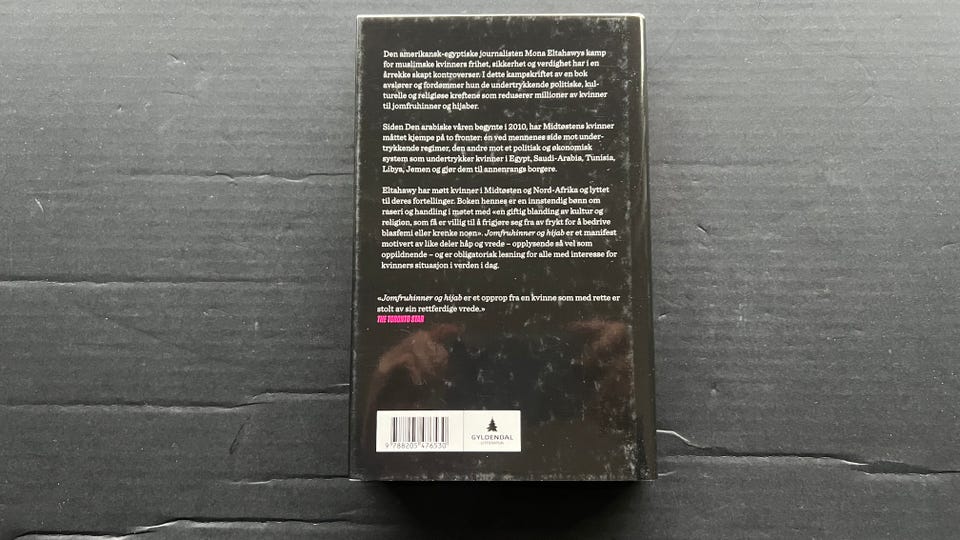 Den amerikansk-egyptiske journalisten Mona Eltahawys kamp
for muslimske kvinners frihet, sikkerhet og verdighet har i en
årrekke skapt kontroverser. I dette kampskriftet av en bok
avslører og fordømmer hun de undertrykkende politiske, kul-
turelle og religiøse kreftene som reduserer millioner av kvinner
til jomfruhinner og hijaber.
Siden Den arabiske våren begynte i 2010, har Midtøstens kvinner
måttet kjempe på to fronter: én ved mennenes side mot under-
trykkende regimer, den andre mot et politisk og økonomisk
system som undertrykker kvinner i Egypt, Saudi-Arabia, Tunisia,
Libya, Jemen og gjør dem til annenrangs borgere.
Eltahawy har møtt kvinner i Midtøsten og Nord-Afrika og lyttet
til deres fortellinger. Boken hennes er en innstendig bønn om
raseri og handling i møtet med «en giftig blanding av kultur og
religion, som få er villig til å frigjøre seg fra av frykt for å bedrive
blasfemi eller krenke noen». Jomfruhinner og hijab er et manifest
motivert av like deler håp og vrede – opplysende så vel som
oppildnende – og er obligatorisk lesning for alle med interesse for
kvinners situasjon i verden i dag.
«Jomfruhinner og hijab er et opprop fra en kvinne som med rette er
stolt av sin rettferdige vrede.»
THE TORONTO STAR
9 788205 476530
GYLDENDAL
LITTERATUR